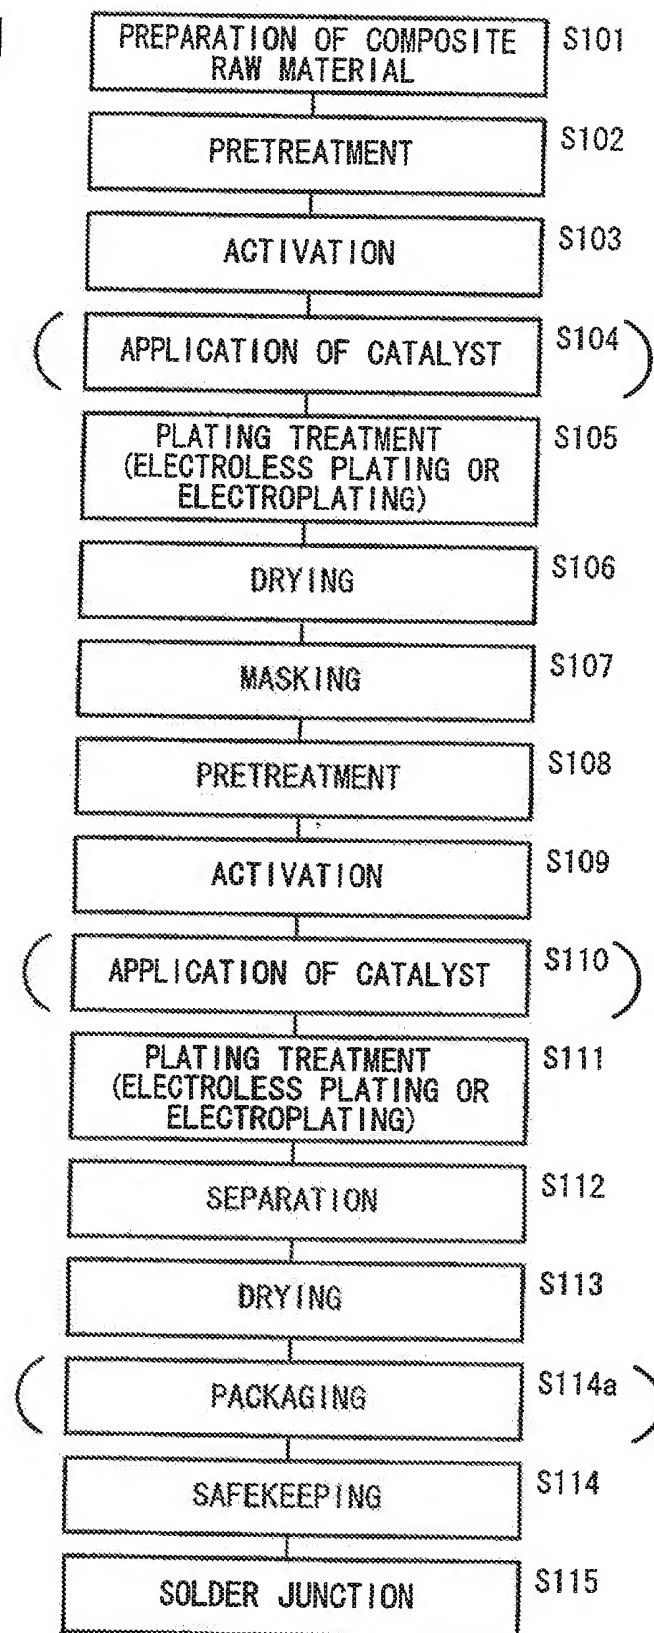 PREPARATION OF COMPOSITE
RAW MATERIAL
S101
PRETREATMENT
S102
ACTIVATION
S103
( APPLICATION OF CATALYST
S104 )
PLATING TREATMENT
(ELECTROLESS PLATING OR
ELECTROPLATING)
S105
DRYING
S106
MASKING
S107
PRETREATMENT
S108
ACTIVATION
S109
( APPLICATION OF CATALYST
S110 )
PLATING TREATMENT
(ELECTROLESS PLATING OR
ELECTROPLATING)
S111
SEPARATION
S112
DRYING
S113
( PACKAGING
S114a )
SAFEKEEPING
S114
SOLDER JUNCTION
S115